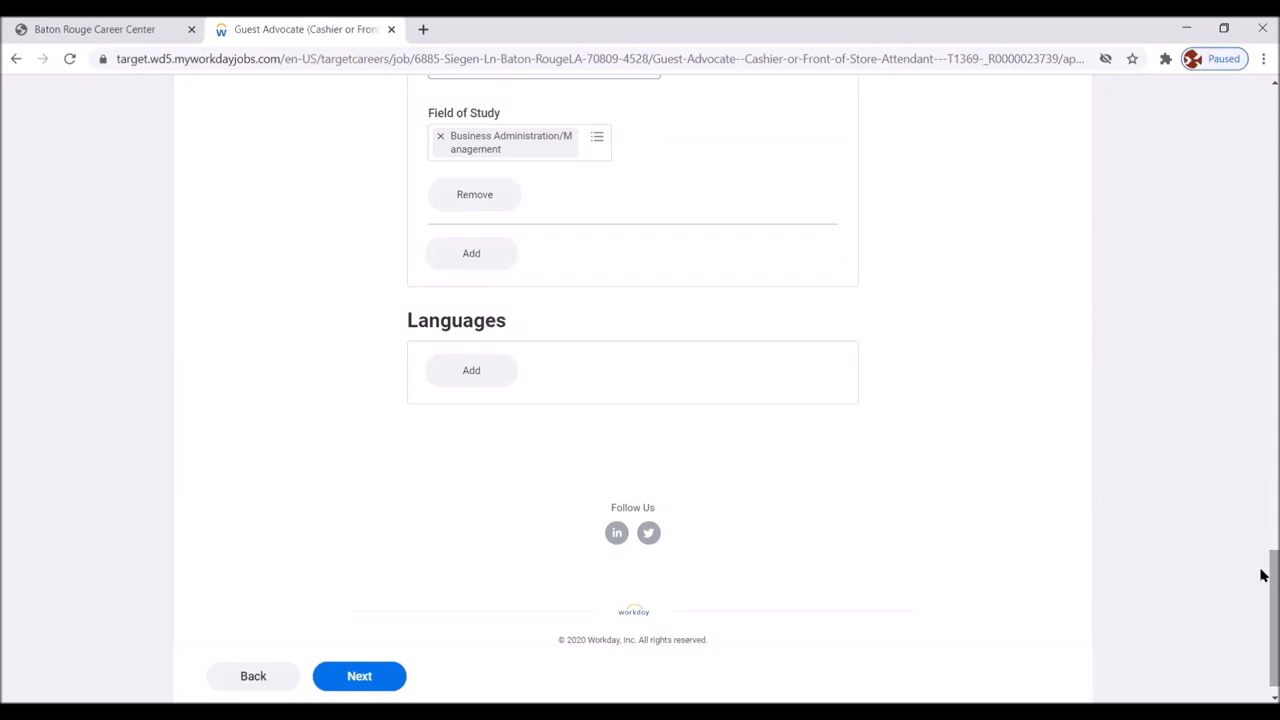 Baton Rouge Career Center
Guest Advocate (Cashier or Front
target.wd5.myworkdayjobs.com/en-US/targetcareers/job/6885-Siegen-Ln-Baton-RougeLA-70809-4528/Guest-Advocate--Cashier-or-Front-of-Store-Attendant---T1369-_R0000023739/ap...
Paused
Field of Study
Business Administration/M
anagement
Remove
Add
Languages
Add
Follow Us
in
workday
© 2020 Workday, Inc. All rights reserved.
Back
Next